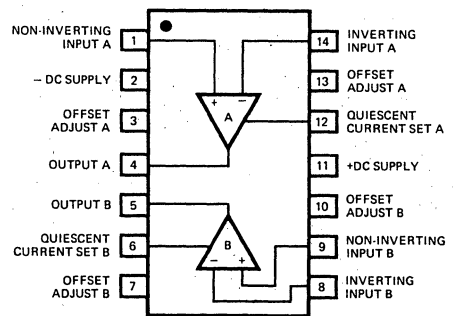 NON-INVERTING
INPUT A
1
− DC SUPPLY
2
OFFSET
ADJUST A
3
OUTPUT A
4
OUTPUT B
5
QUIESCENT
CURRENT SET B
6
OFFSET
ADJUST B
7
+ −
A
B
− +
14
INVERTING
INPUT A
13
OFFSET
ADJUST A
12
QUIESCENT
CURRENT SET A
11
+DC SUPPLY
10
OFFSET
ADJUST B
9
NON-INVERTING
INPUT B
8
INVERTING
INPUT B